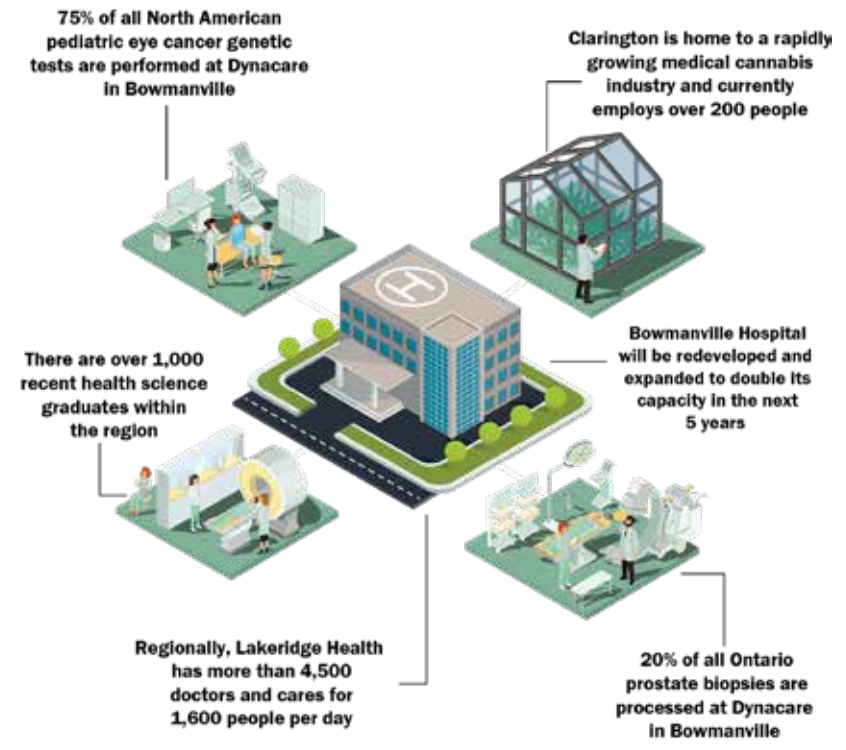 75% of all North American
pediatric eye cancer genetic
tests are performed at Dynacare
in Bowmanville
Clarington is home to a rapidly
growing medical cannabis
industry and currently
employs over 200 people
H
Bowmanville Hospital
will be redeveloped and
expanded to double its
capacity in the next
5 years
There are over 1,000
recent health science
graduates within
the region
Regionally, Lakeridge Health
has more than 4,500
doctors and cares for
1,600 people per day
20% of all Ontario
prostate biopsies are
processed at Dynacare
in Bowmanville